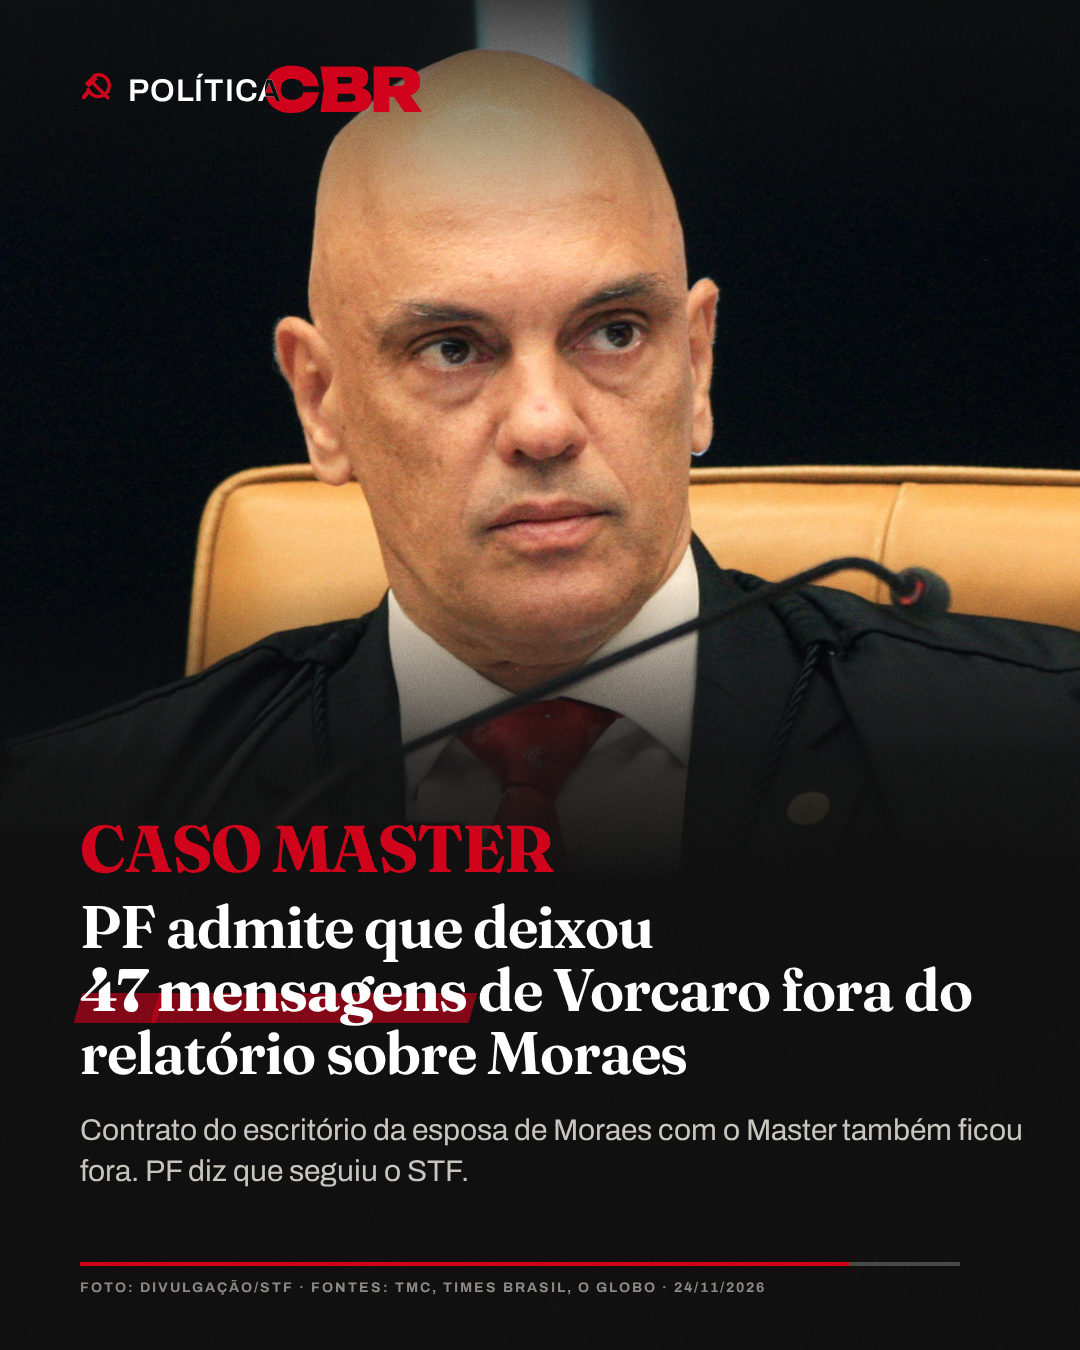 POLÍTICA CBR
CASO MASTER
PF admite que deixou
47 mensagens de Vorcaro fora do
relatório sobre Moraes
Contrato do escritório da esposa de Moraes com o Master também ficou
fora. PF diz que seguiu o STF.
FOTO: DIVULGAÇÃO/STF · FONTES: TMC, TIMES BRASIL, O GLOBO · 24/11/2026